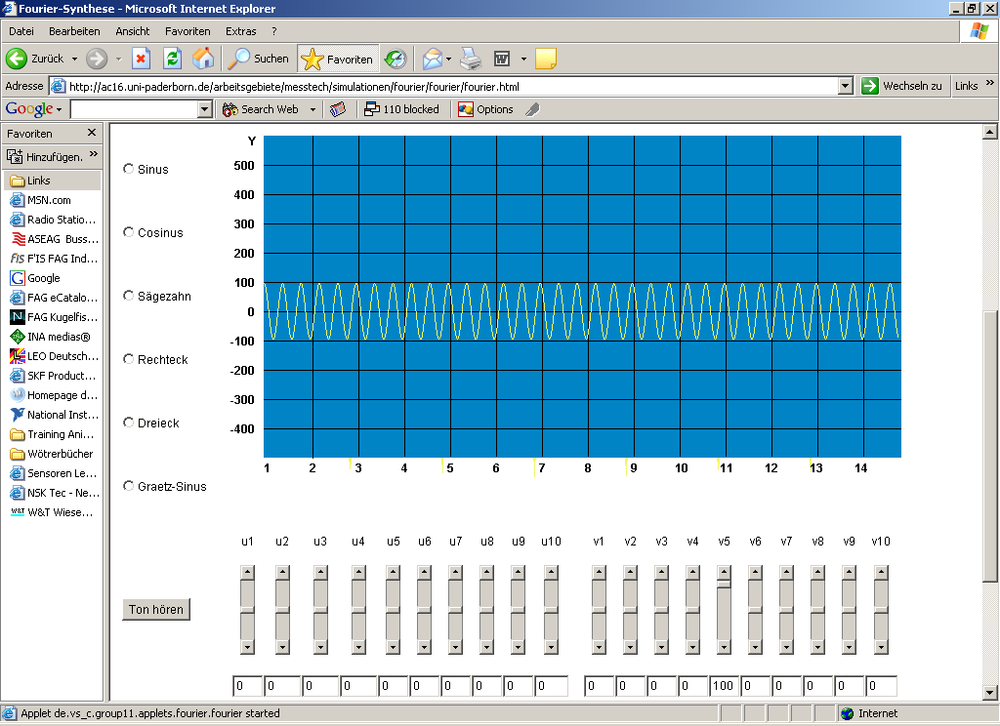 Fourier-Synthese - Microsoft Internet Explorer
Datei Bearbeiten Ansicht Favoriten Extras ?
Zurück Suchen Favoriten
Adresse http://ac16.uni-paderborn.de/arbeitsgebiete/messtech/simulationen/fourier/fourier/fourier.html Wechseln zu Links »
Google Search Web 110 blocked Options
Favoriten
Hinzufügen. »
Links
MSN.com
Radio Statio...
ASEAG Buss...
FIS F'IS FAG Ind...
Google
FAG eCatalo...
FAG Kugelfis...
INA medias®
LEO Deutsch...
SKF Product...
Homepage d...
National Inst...
Training Ani...
Wötrerbücher
Sensoren Le...
NSK Tec - Ne...
W&T W&T Wiese...
Sinus
Cosinus
Sägezahn
Rechteck
Dreieck
Graetz-Sinus
Ton hören
Y
500
400
300
200
100
0
-100
-200
-300
-400
1 2 3 4 5 6 7 8 9 10 11 12 13 14
u1 u2 u3 u4 u5 u6 u7 u8 u9 u10 v1 v2 v3 v4 v5 v6 v7 v8 v9 v10
0 0 0 0 0 0 0 0 0 0 0 0 0 0 100 0 0 0 0 0
Applet de.vs_c.group11.applets.fourier.fourier started Internet